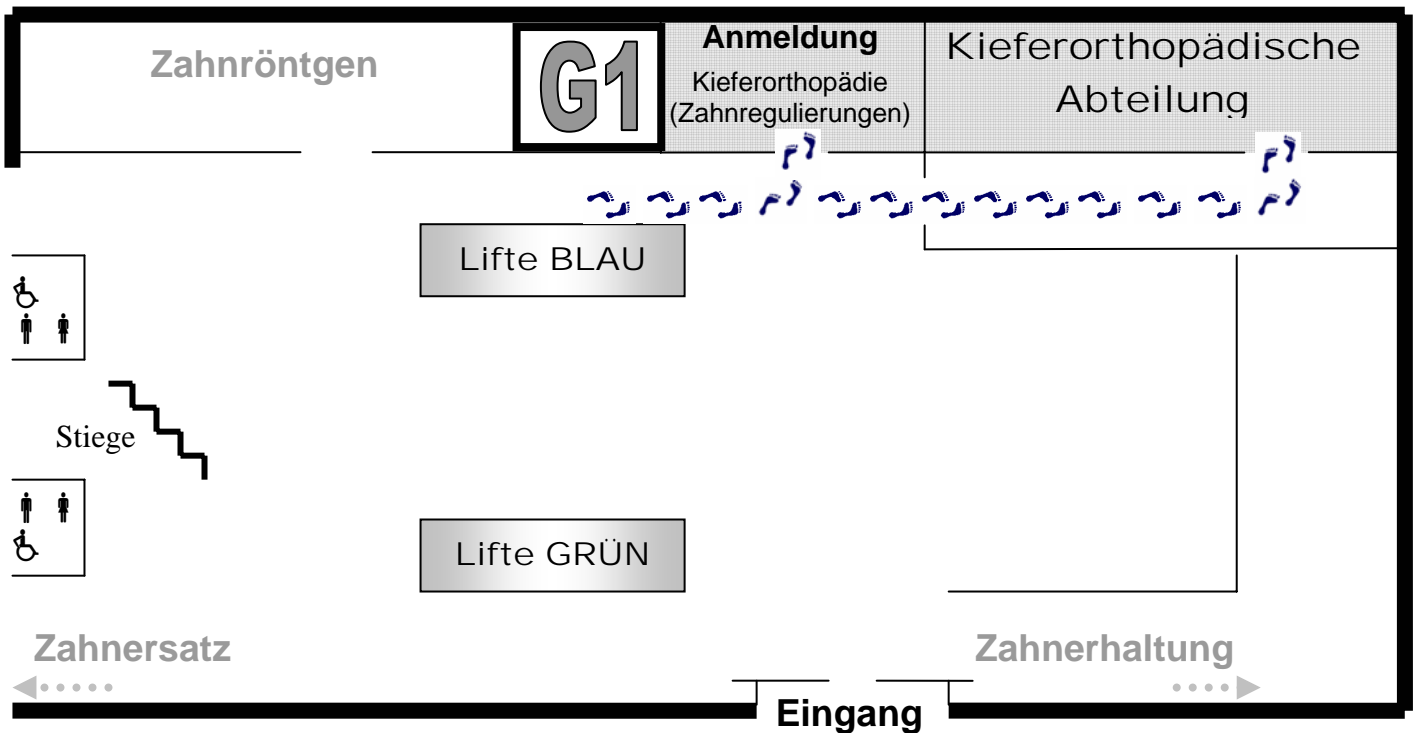 Zahnröntgen
G1
Anmeldung
Kieferorthopädie
(Zahnregulierungen)
Kieferorthopädische
Abteilung
Lifte BLAU
Stiege
Lifte GRÜN
Zahnersatz
Zahnerhaltung
Eingang